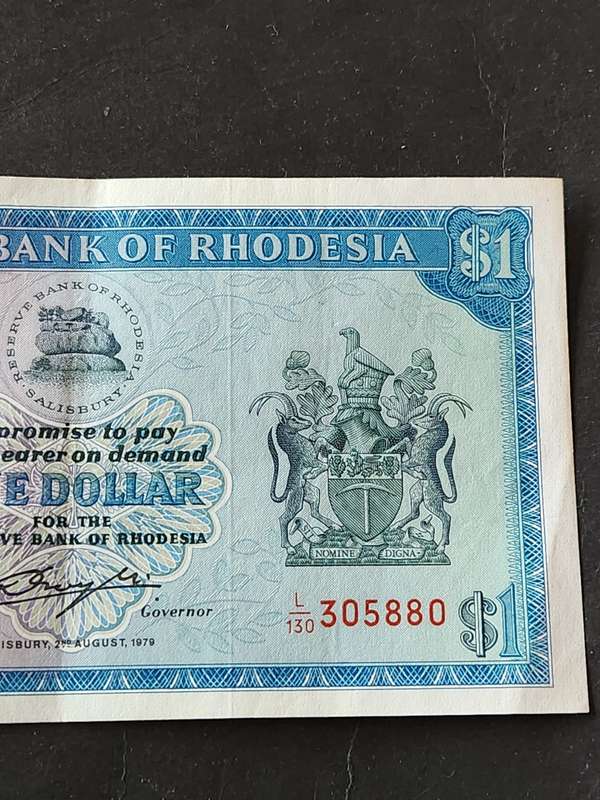 BANK OF RHODESIA $1
RESERVE BANK OF RHODESIA
SALISBURY
promise to pay
earer on demand
E DOLLAR
FOR THE
VE BANK OF RHODESIA
Governor
ISBURY, 2ND AUGUST, 1979
NOMINE DIGNA
L/130 305880 $1